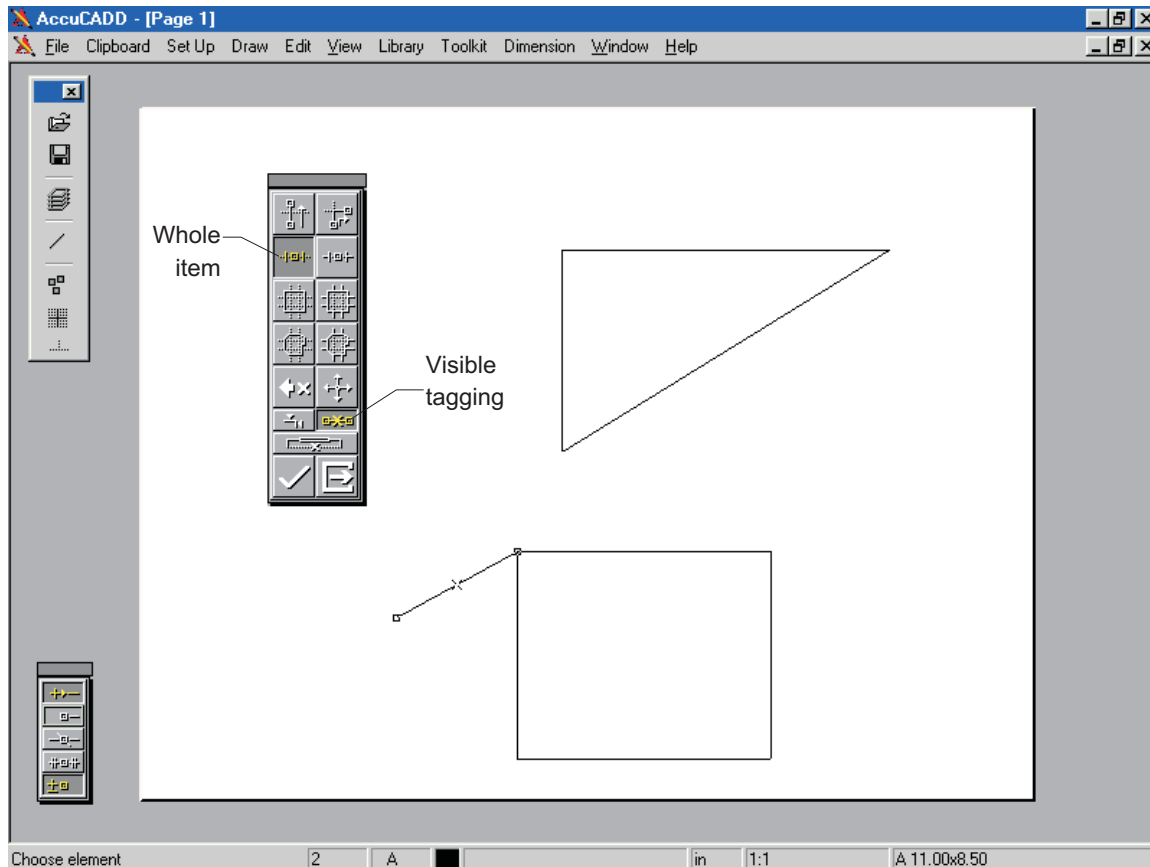 AccuCADD - [Page 1]
File Clipboard Set Up Draw Edit View Library Toolkit Dimension Window Help
Whole
item
Visible
tagging
Choose element 2 A in 1:1 A 11.00x8.50